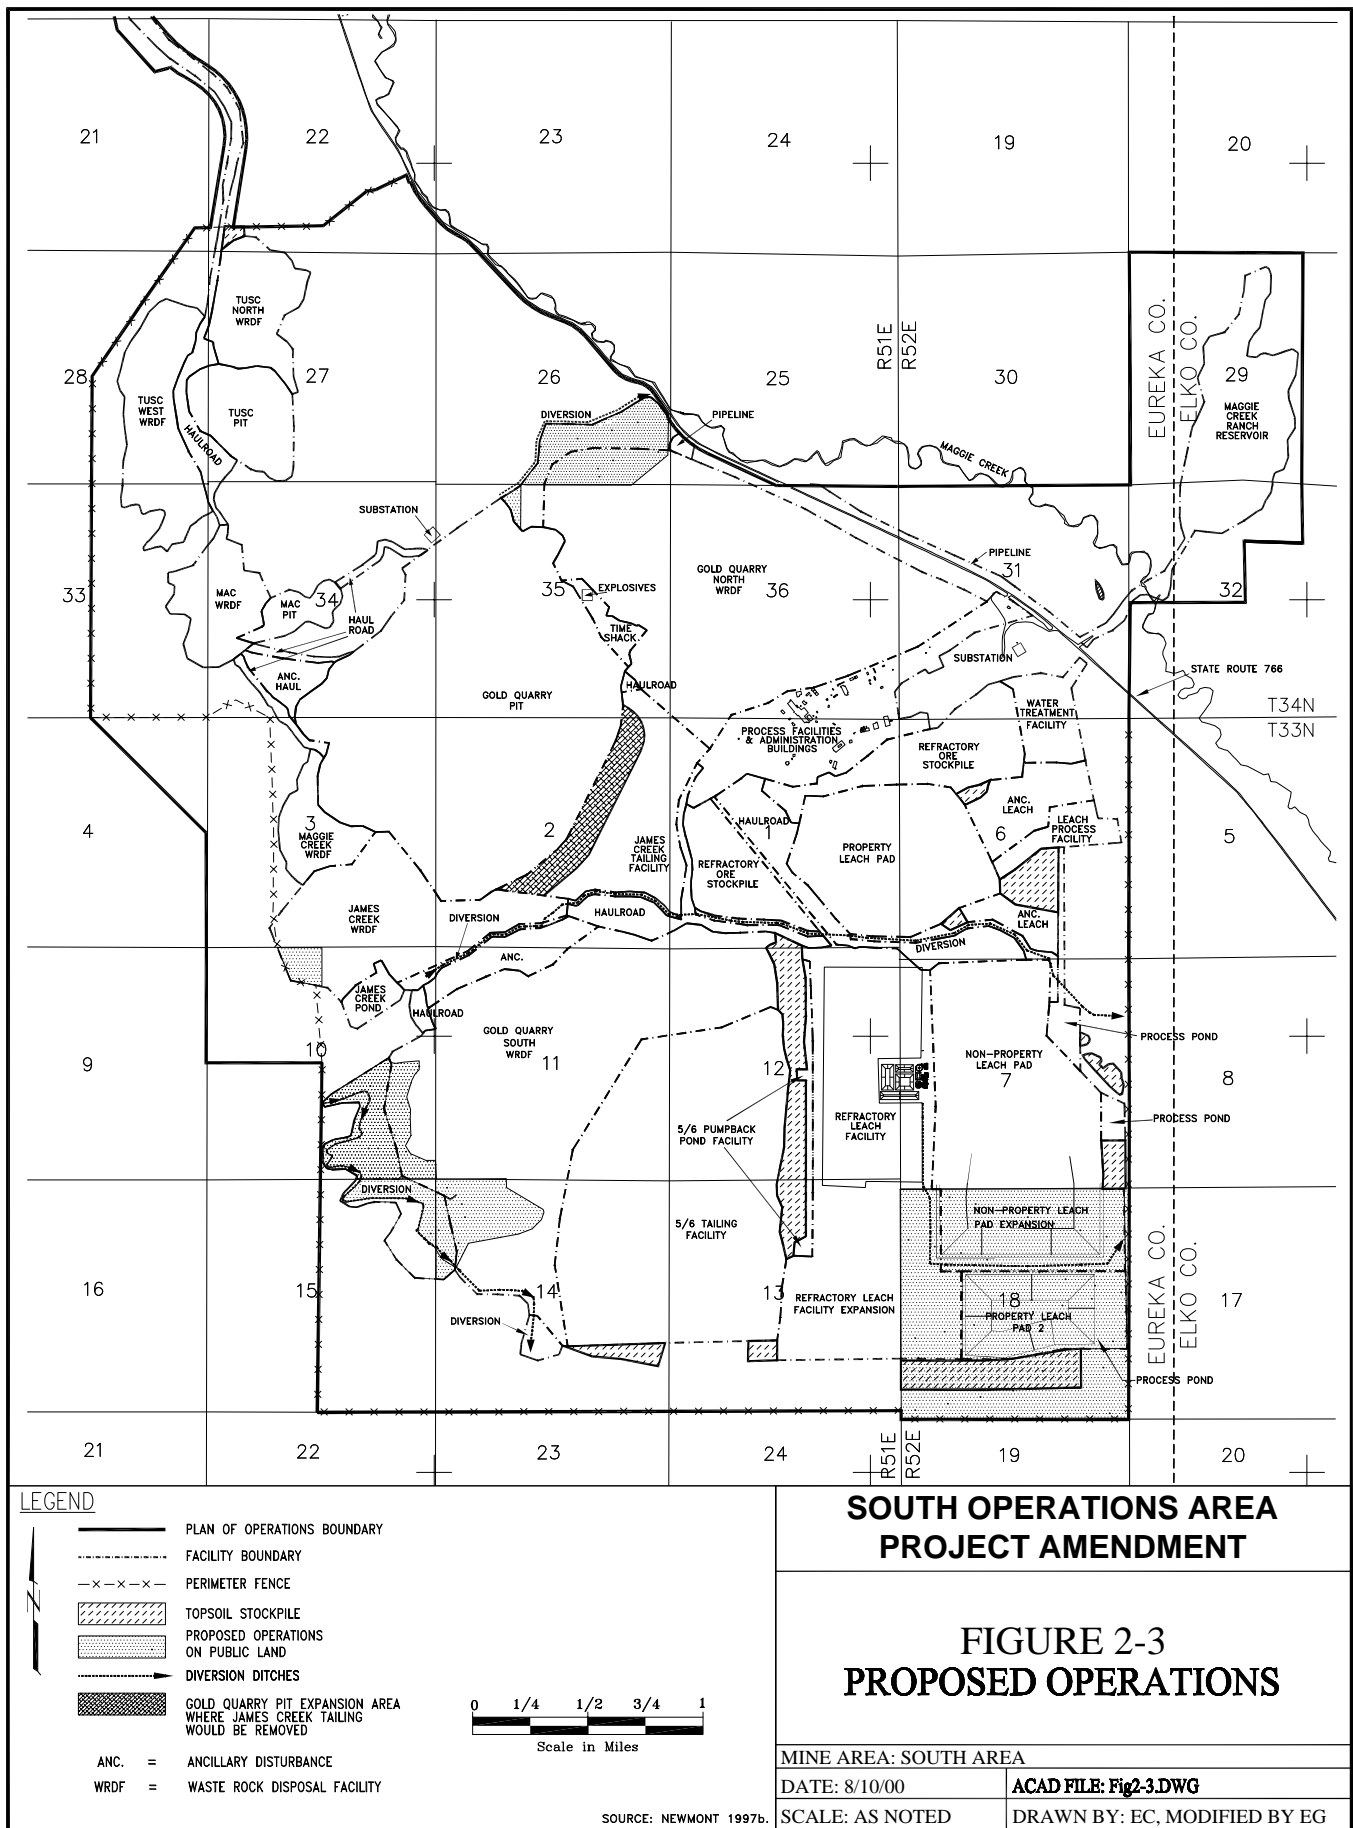 21
22
23
24
19
20
TUSC
NORTH
WRDF
28
27
26
25
R51E
R52E
30
EUREKA CO.
ELKO CO.
29
MAGGIE
CREEK
RANCH
RESERVOIR
TUSC
WEST
WRDF
TUSC
PIT
HAULROAD
DIVERSION
PIPELINE
MAGGIE CREEK
SUBSTATION
PIPELINE
31
33
MAC
WRDF
MAC
PIT
34
HAUL
ROAD
35
EXPLOSIVES
GOLD QUARRY
NORTH
WRDF
36
32
TIME
SHACK
SUBSTATION
STATE ROUTE 766
ANC.
HAUL
GOLD QUARRY
PIT
HAULROAD
WATER
TREATMENT
FACILITY
T34N
T33N
PROCESS FACILITIES
& ADMINISTRATION
BUILDINGS
REFRACTORY
ORE
STOCKPILE
4
3
MAGGIE
CREEK
WRDF
2
JAMES
CREEK
TAILING
FACILITY
HAULROAD
1
REFRACTORY
ORE
STOCKPILE
PROPERTY
LEACH PAD
ANC.
LEACH
6
LEACH
PROCESS
FACILITY
5
JAMES
CREEK
WRDF
DIVERSION
HAULROAD
ANC.
LEACH
DIVERSION
ANC.
JAMES
CREEK
POND
HAULROAD
GOLD QUARRY
SOUTH
WRDF
9
10
11
12
NON-PROPERTY
LEACH PAD
7
PROCESS POND
8
5/6 PUMPBACK
POND FACILITY
REFRACTORY
LEACH
FACILITY
PROCESS POND
DIVERSION
5/6 TAILING
FACILITY
NON-PROPERTY LEACH
PAD EXPANSION
EUREKA CO.
ELKO CO.
16
15
14
13
REFRACTORY LEACH
FACILITY EXPANSION
18
PROPERTY LEACH
PAD 2
17
DIVERSION
PROCESS POND
21
22
23
24
R51E
R52E
19
20
LEGEND
N
PLAN OF OPERATIONS BOUNDARY
FACILITY BOUNDARY
PERIMETER FENCE
TOPSOIL STOCKPILE
PROPOSED OPERATIONS
ON PUBLIC LAND
DIVERSION DITCHES
GOLD QUARRY PIT EXPANSION AREA
WHERE JAMES CREEK TAILING
WOULD BE REMOVED
ANC. = ANCILLARY DISTURBANCE
WRDF = WASTE ROCK DISPOSAL FACILITY
0 1/4 1/2 3/4 1
Scale in Miles
SOURCE: NEWMONT 1997b.
SOUTH OPERATIONS AREA
PROJECT AMENDMENT
FIGURE 2-3
PROPOSED OPERATIONS
MINE AREA: SOUTH AREA
DATE: 8/10/00
ACAD FILE: Fig2-3.DWG
SCALE: AS NOTED
DRAWN BY: EC, MODIFIED BY EG